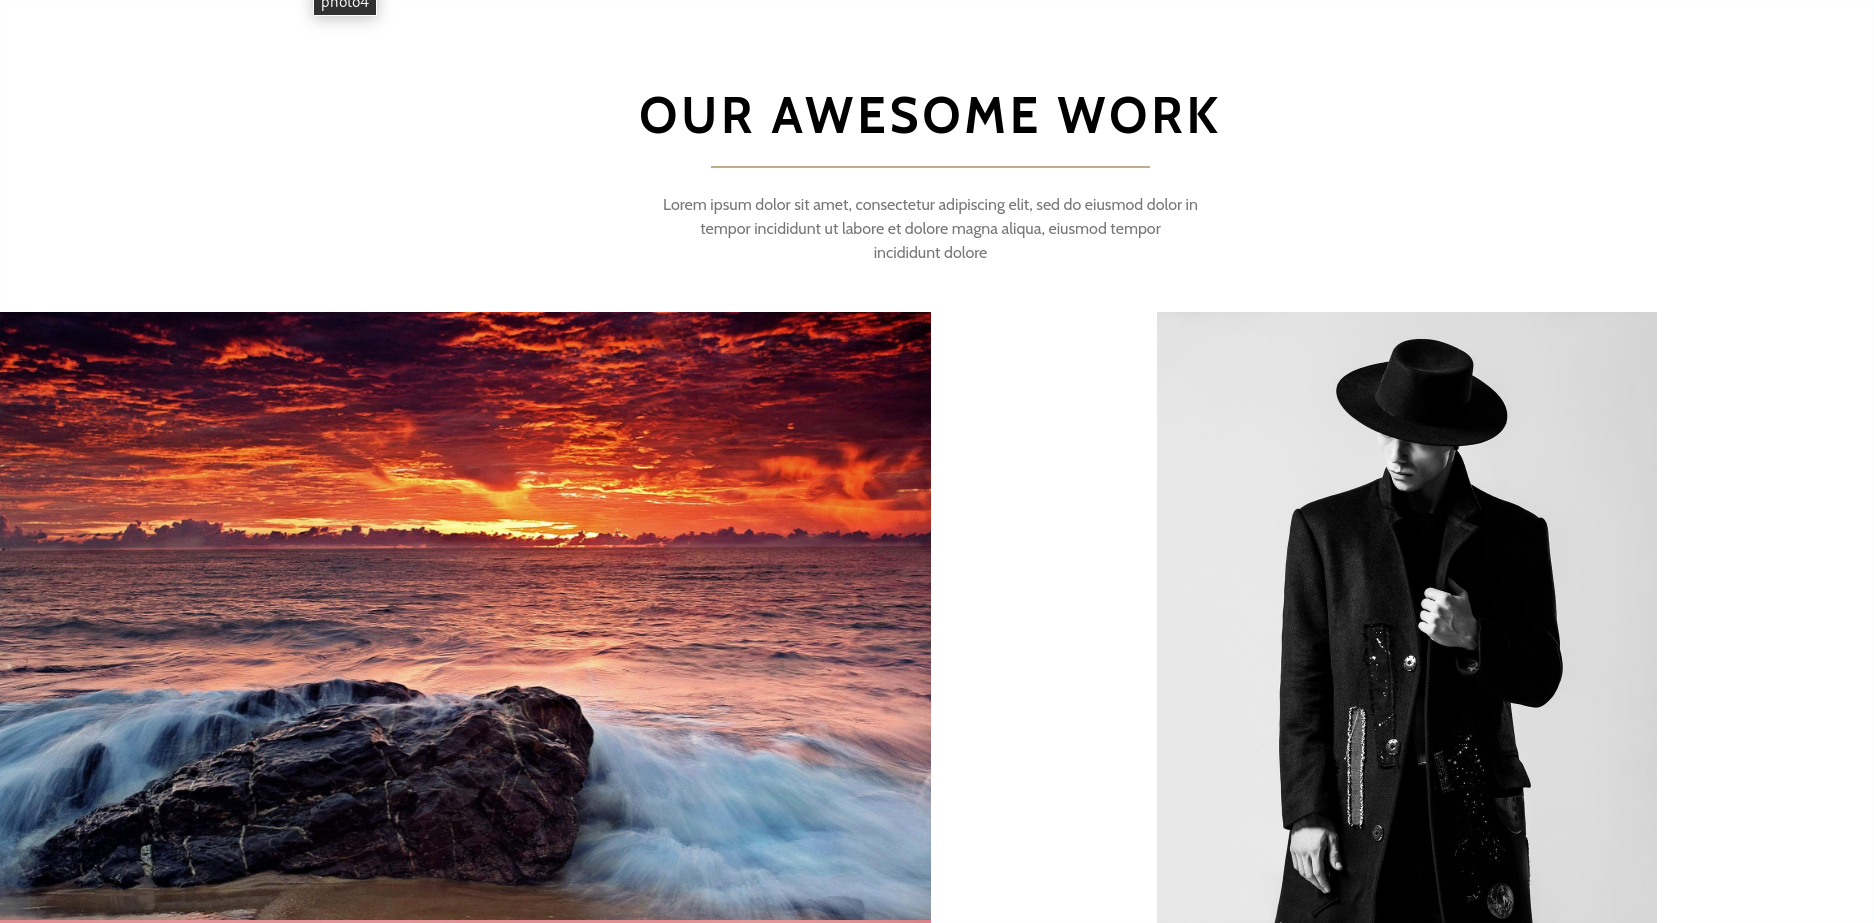 photo4
OUR AWESOME WORK
Lorem ipsum dolor sit amet, consectetur adipiscing elit, sed do eiusmod dolor in
tempor incididunt ut labore et dolore magna aliqua, eiusmod tempor
incididunt dolore